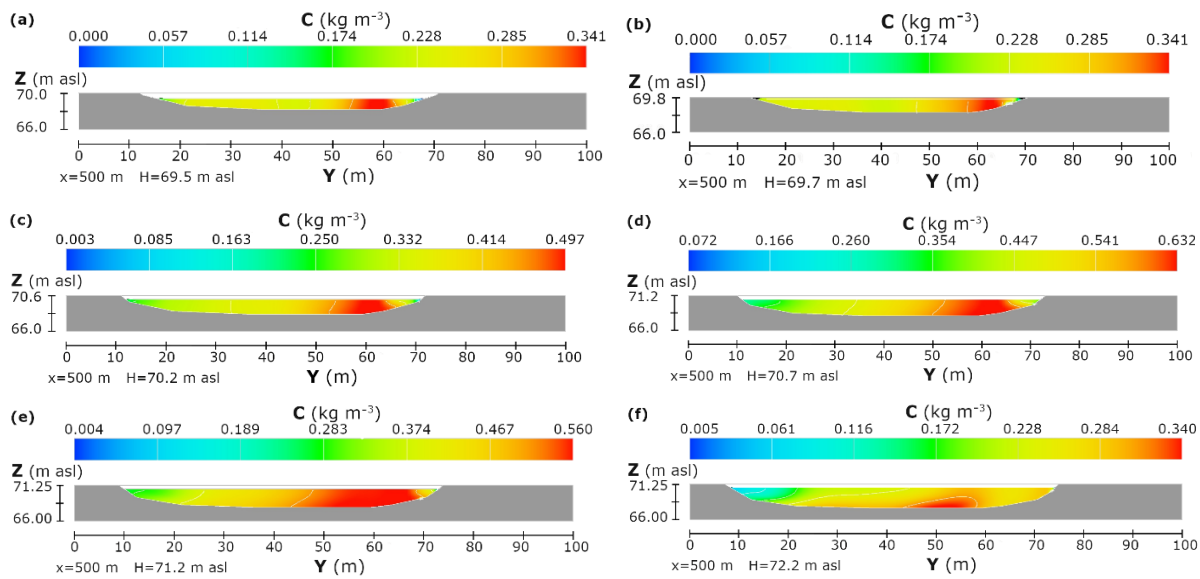 (a)
C (kg m⁻³)
0.000 0.057 0.114 0.174 0.228 0.285 0.341
Z (m asl)
70.0
66.0
0 10 20 30 40 50 60 70 80 90 100
x=500 m H=69.5 m asl Y (m)
(b)
C (kg m⁻³)
0.000 0.057 0.114 0.174 0.228 0.285 0.341
Z (m asl)
69.8
66.0
0 10 20 30 40 50 60 70 80 90 100
x=500 m H=69.7 m asl Y (m)
(c)
C (kg m⁻³)
0.003 0.085 0.163 0.250 0.332 0.414 0.497
Z (m asl)
70.6
66.0
0 10 20 30 40 50 60 70 80 90 100
x=500 m H=70.2 m asl Y (m)
(d)
C (kg m⁻³)
0.072 0.166 0.260 0.354 0.447 0.541 0.632
Z (m asl)
71.2
66.0
0 10 20 30 40 50 60 70 80 90 100
x=500 m H=70.7 m asl Y (m)
(e)
C (kg m⁻³)
0.004 0.097 0.189 0.283 0.374 0.467 0.560
Z (m asl)
71.25
66.00
0 10 20 30 40 50 60 70 80 90 100
x=500 m H=71.2 m asl Y (m)
(f)
C (kg m⁻³)
0.005 0.061 0.116 0.172 0.228 0.284 0.340
Z (m asl)
71.25
66.00
0 10 20 30 40 50 60 70 80 90 100
x=500 m H=72.2 m asl Y (m)